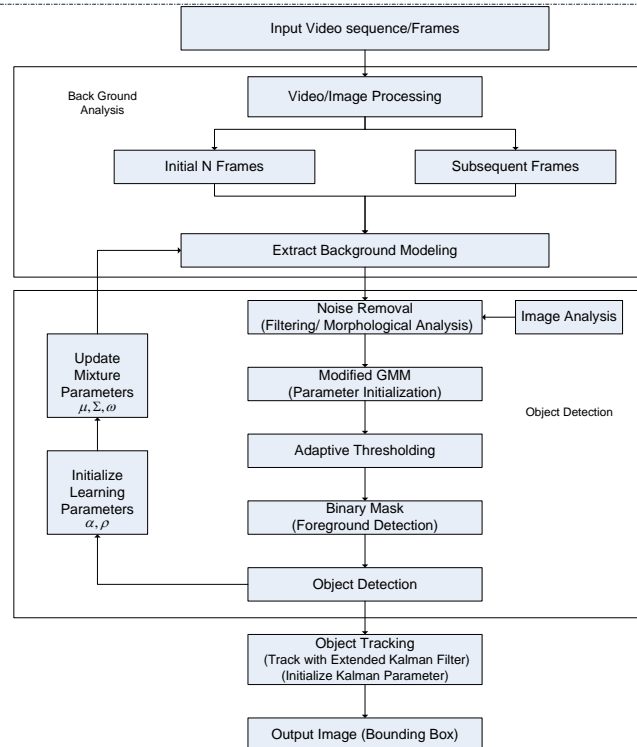 Input Video sequence/Frames
Back Ground
Analysis
Video/Image Processing
Initial N Frames
Subsequent Frames
Extract Background Modeling
Noise Removal
(Filtering/ Morphological Analysis)
Image Analysis
Update
Mixture
Parameters
μ,Σ,ω
Modified GMM
(Parameter Initialization)
Object Detection
Adaptive Thresholding
Initialize
Learning
Parameters
α,ρ
Binary Mask
(Foreground Detection)
Object Detection
Object Tracking
(Track with Extended Kalman Filter)
(Initialize Kalman Parameter)
Output Image (Bounding Box)